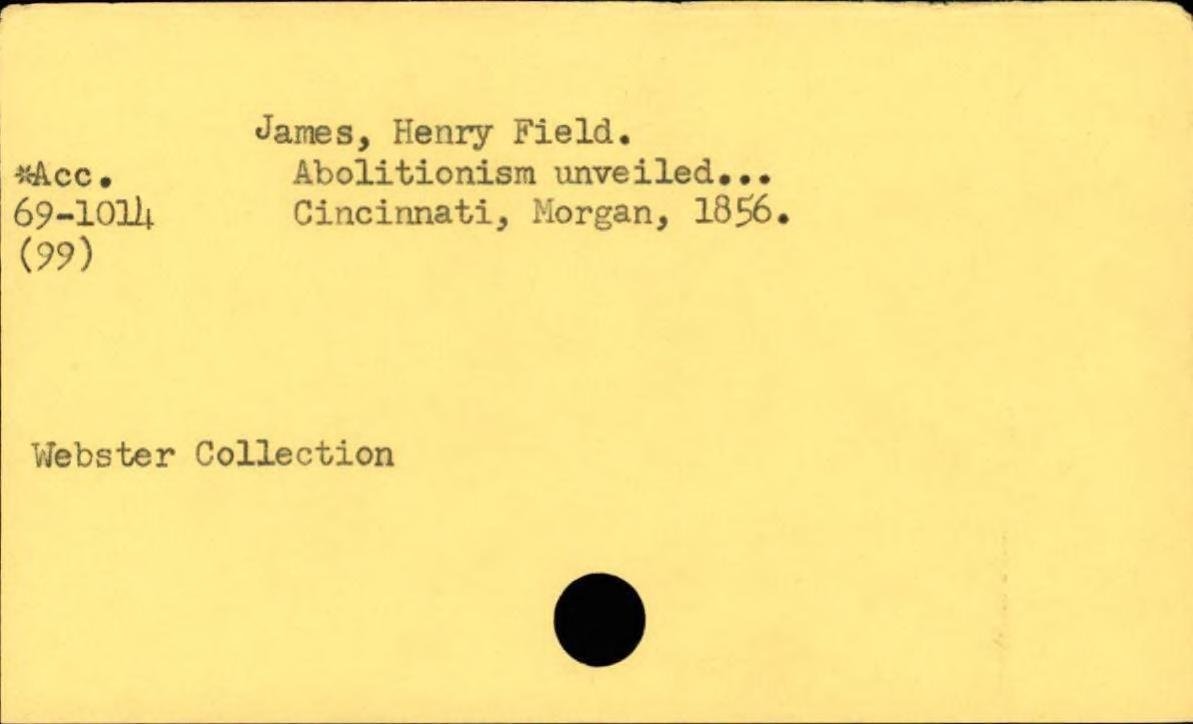 James, Henry Field.
*Acc. Abolitionism unveiled...
69-1014 Cincinnati, Morgan, 1856.
(99)
Webster Collection